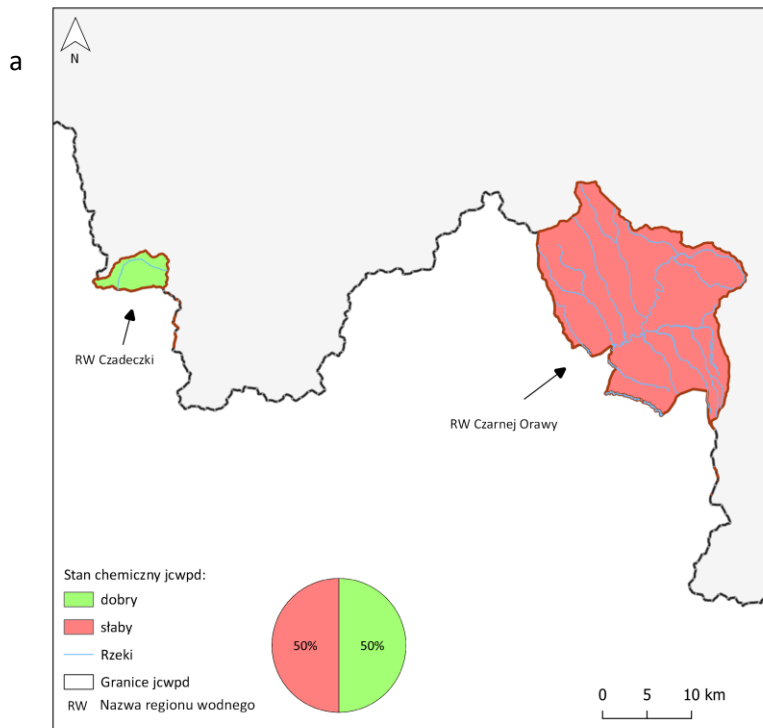 a
N
RW Czadeczki
RW Czarnej Orawy
Stan chemiczny jcwpd:
dobry
słaby
Rzeki
Granice jcwpd
RW Nazwa regionu wodnego
50% 50%
0 5 10 km